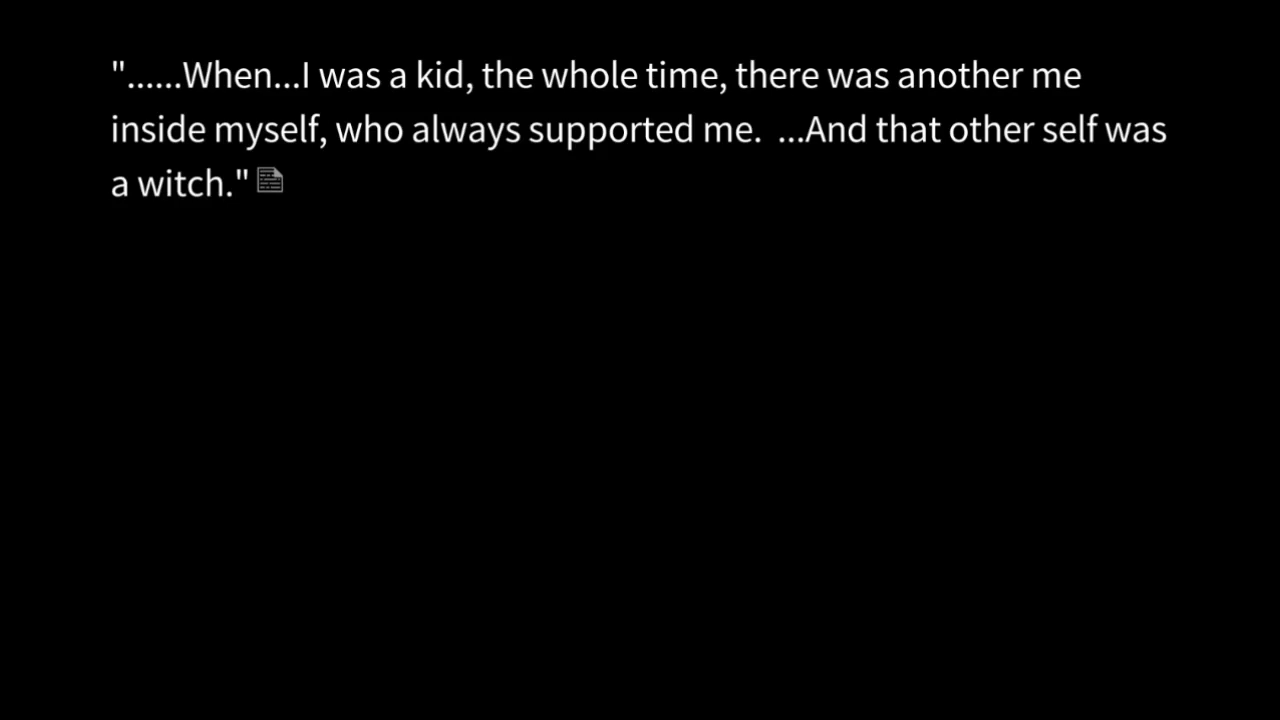 "......When...I was a kid, the whole time, there was another me
inside myself, who always supported me.  ...And that other self was
a witch."